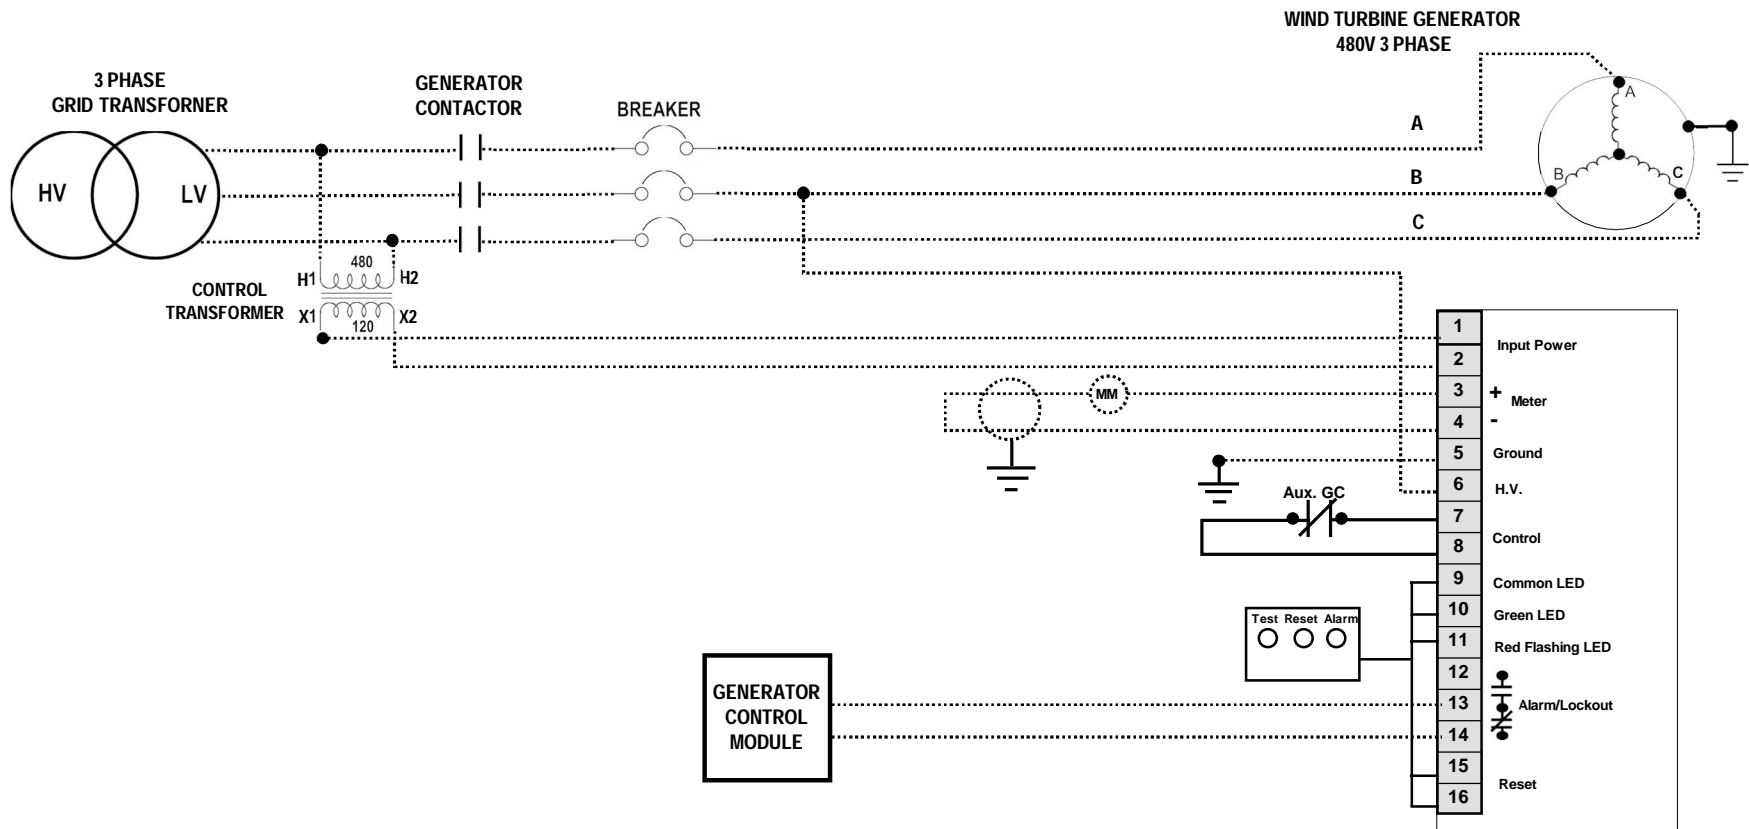 WIND TURBINE GENERATOR
480V 3 PHASE
3 PHASE
GRID TRANSFORNER
GENERATOR
CONTACTOR
BREAKER
HV
LV
A
B
C
A
B
C
480
H1
H2
CONTROL
TRANSFORMER
X1
X2
120
1
Input Power
2
MM
3
+
Meter
4
-
5
Ground
6
H.V.
Aux. GC
7
Control
8
9
Common LED
10
Green LED
Test Reset Alarm
11
Red Flashing LED
12
GENERATOR
CONTROL
MODULE
13
Alarm/Lockout
14
15
Reset
16